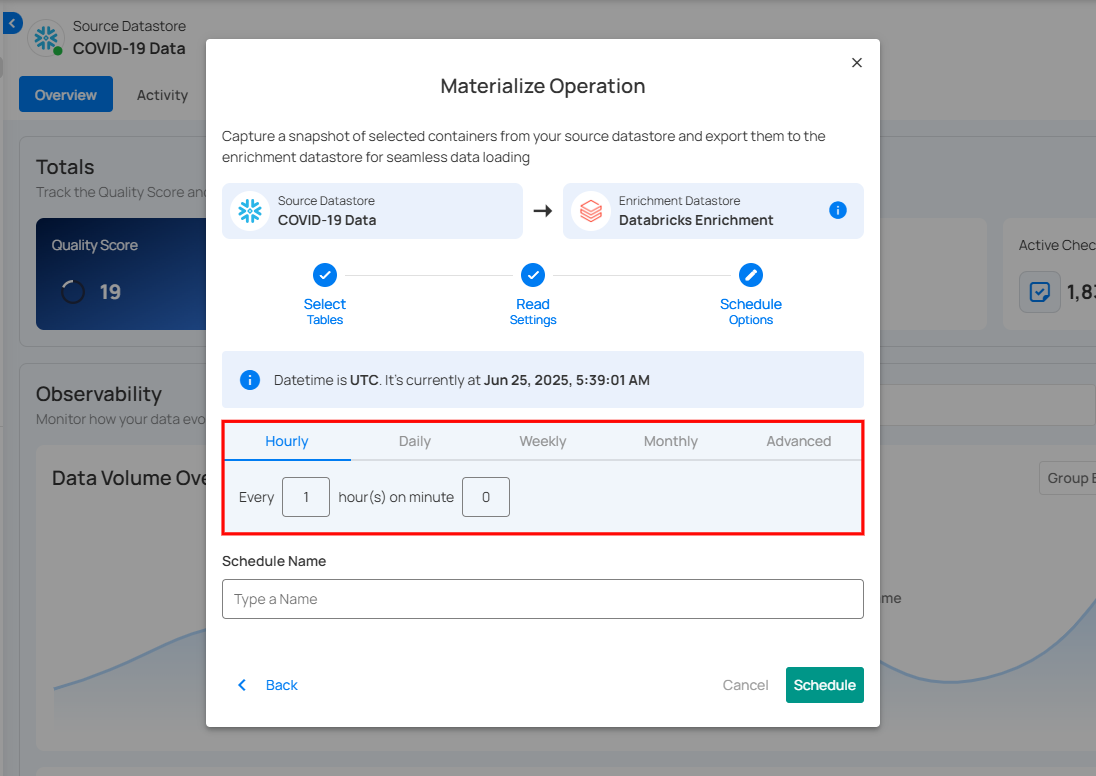 Source Datastore
COVID-19 Data
Overview
Activity
Totals
Track the Quality Score and
Quality Score
19
Active Chec
1,83
Observability
Monitor how your data evo
Data Volume Ove
Group
me
Materialize Operation
Capture a snapshot of selected containers from your source datastore and export them to the
enrichment datastore for seamless data loading
Source Datastore
COVID-19 Data
Enrichment Datastore
Databricks Enrichment
Select
Tables
Read
Settings
Schedule
Options
Datetime is UTC. It's currently at Jun 25, 2025, 5:39:01 AM
Hourly Daily Weekly Monthly Advanced
Every 1 hour(s) on minute 0
Schedule Name
Type a Name
Back
Cancel
Schedule